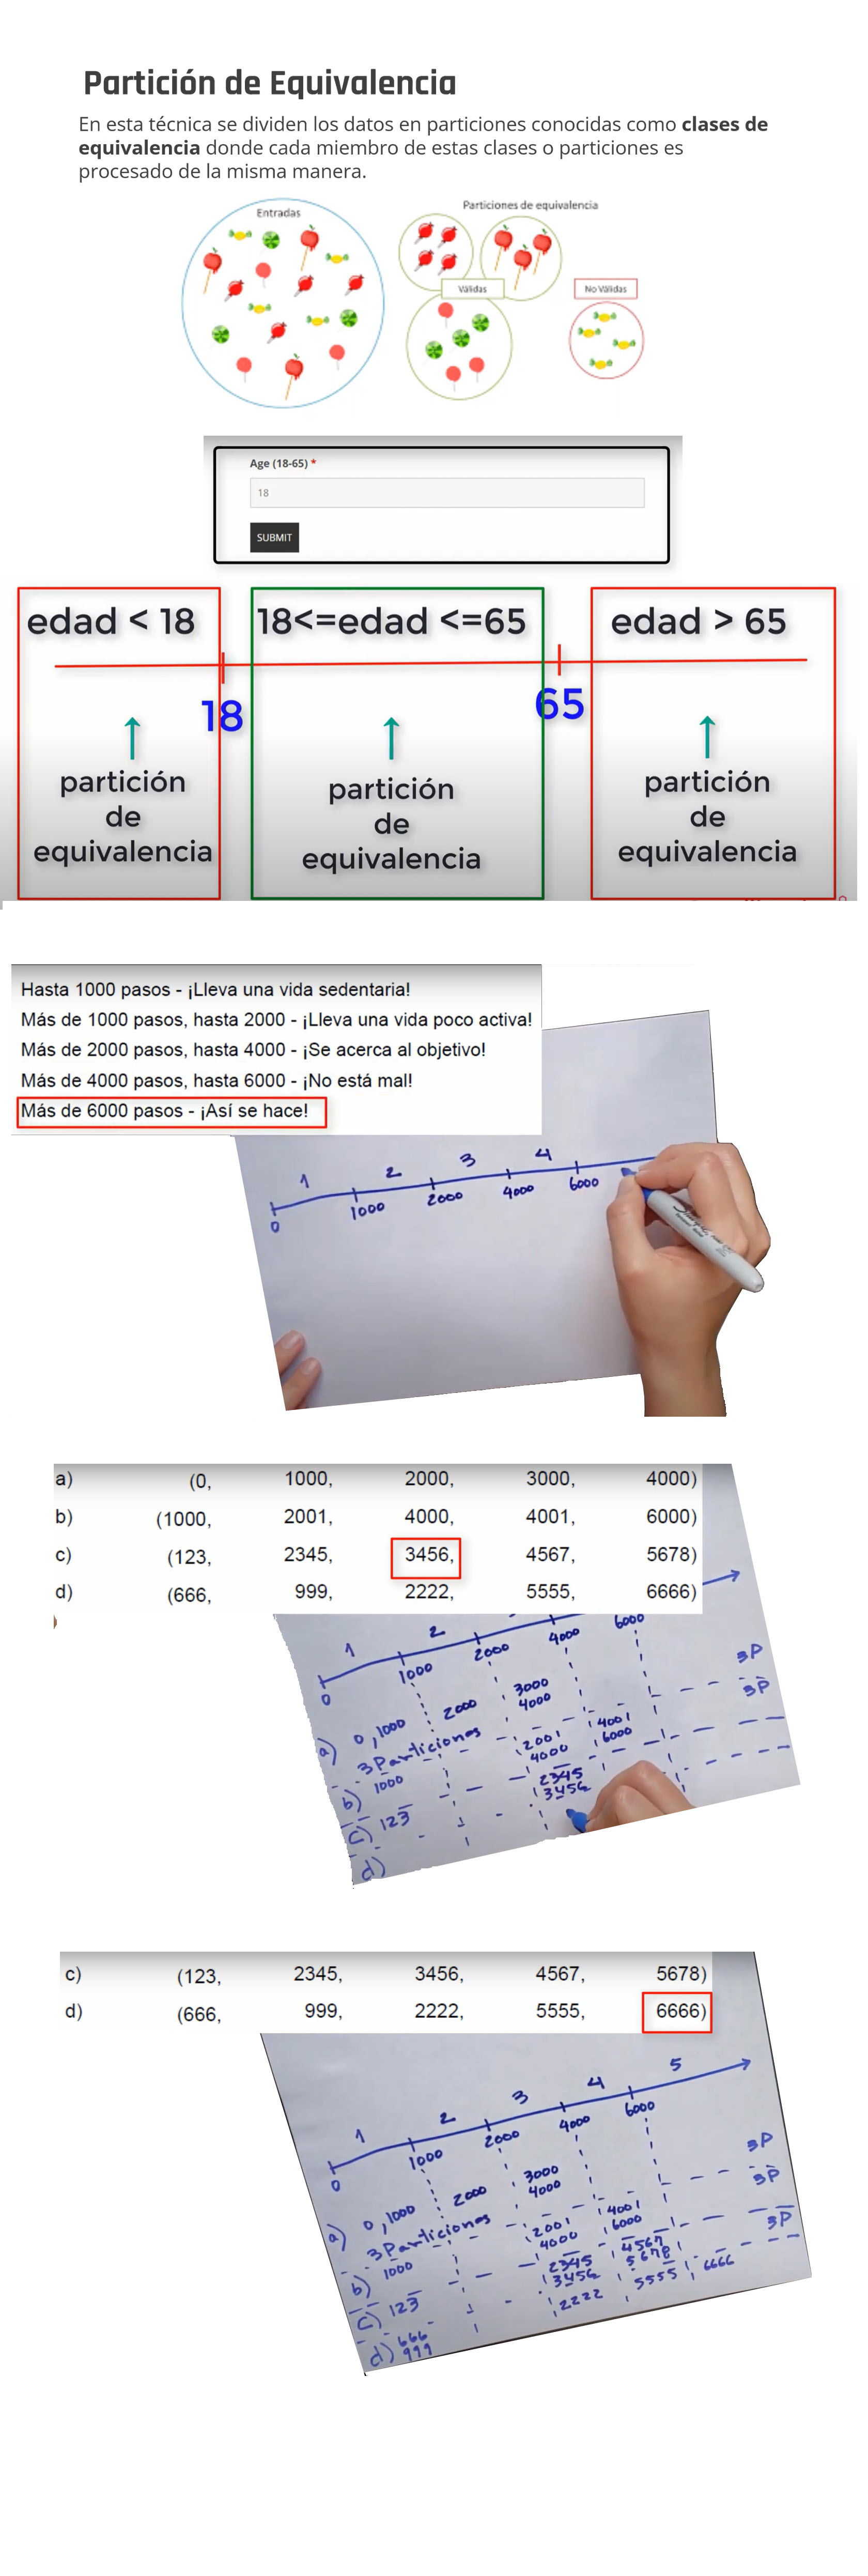 Partición de Equivalencia
En esta técnica se dividen los datos en particiones conocidas como clases de
equivalencia donde cada miembro de estas clases o particiones es
procesado de la misma manera.
Entradas
Particiones de equivalencia
Válidas
No Válidas
Age (18-65) *
18
SUBMIT
edad < 18
18<=edad <=65
edad > 65
18
65
partición
de
equivalencia
partición
de
equivalencia
partición
de
equivalencia
Hasta 1000 pasos - ¡Lleva una vida sedentaria!
Más de 1000 pasos, hasta 2000 - ¡Lleva una vida poco activa!
Más de 2000 pasos, hasta 4000 - ¡Se acerca al objetivo!
Más de 4000 pasos, hasta 6000 - ¡No está mal!
Más de 6000 pasos - ¡Así se hace!
1 2 3 4
0 1000 2000 4000 6000
a) (0, 1000, 2000, 3000, 4000)
b) (1000, 2001, 4000, 4001, 6000)
c) (123, 2345, 3456, 4567, 5678)
d) (666, 999, 2222, 5555, 6666)
1 2
0 1000 2000 4000 6000
a) 0, 1000 2000 3000 4000 3P
3 Particiones
b) 1000 2001 4000 4001 6000 3P
c) 123 2345 3456
d)
c) (123, 2345, 3456, 4567, 5678)
d) (666, 999, 2222, 5555, 6666)
1 2 3 4 5
0 1000 2000 4000 6000
a) 0, 1000 2000 3000 4000 3P
3 Particiones
b) 1000 2001 4000 4001 6000 3P
c) 123 2345 3456 4567 5678 3P
d) 666 999 2222 5555 6666